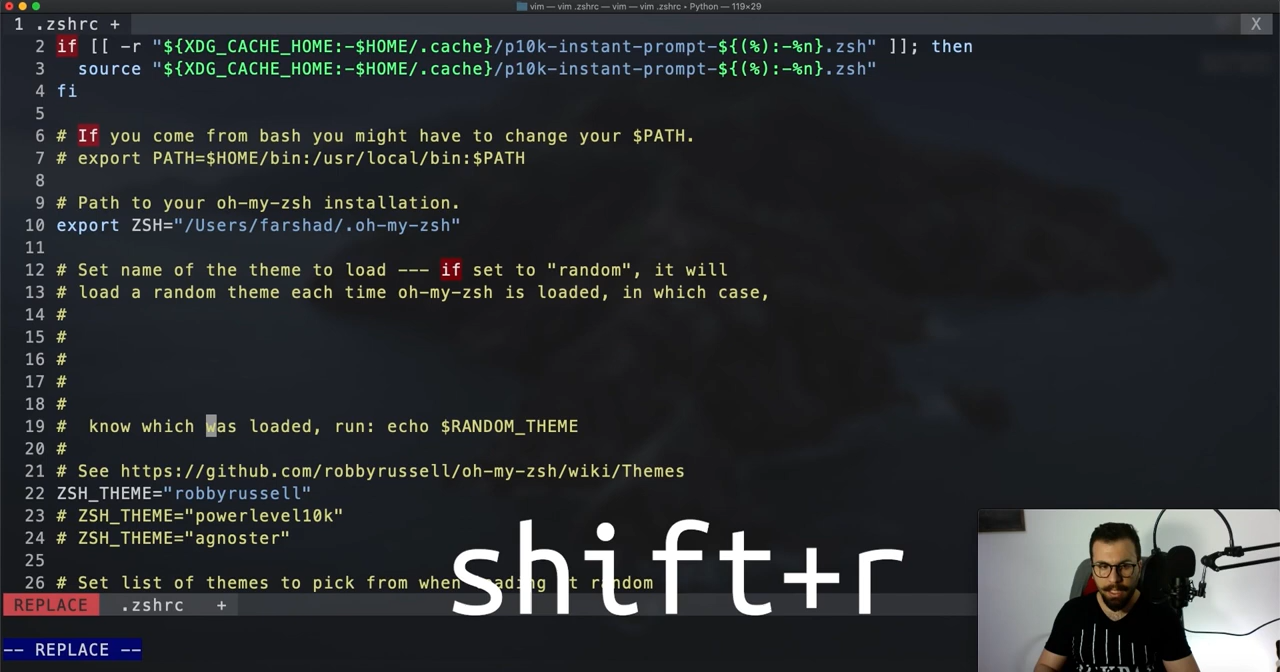 vim — vim .zshrc — vim — vim .zshrc • Python — 119×29
1 .zshrc + X
2 if [[ -r "${XDG_CACHE_HOME:-$HOME/.cache}/p10k-instant-prompt-${(%):-%n}.zsh" ]]; then
3 source "${XDG_CACHE_HOME:-$HOME/.cache}/p10k-instant-prompt-${(%):-%n}.zsh"
4 fi
5
6 # If you come from bash you might have to change your $PATH.
7 # export PATH=$HOME/bin:/usr/local/bin:$PATH
8
9 # Path to your oh-my-zsh installation.
10 export ZSH="/Users/farshad/.oh-my-zsh"
11
12 # Set name of the theme to load --- if set to "random", it will
13 # load a random theme each time oh-my-zsh is loaded, in which case,
14 #
15 #
16 #
17 #
18 #
19 #  know which was loaded, run: echo $RANDOM_THEME
20 #
21 # See https://github.com/robbyrussell/oh-my-zsh/wiki/Themes
22 ZSH_THEME="robbyrussell"
23 # ZSH_THEME="powerlevel10k"
24 # ZSH_THEME="agnoster"
25
26 # Set list of themes to pick from when loading at random
shift+r
REPLACE .zshrc +
-- REPLACE --